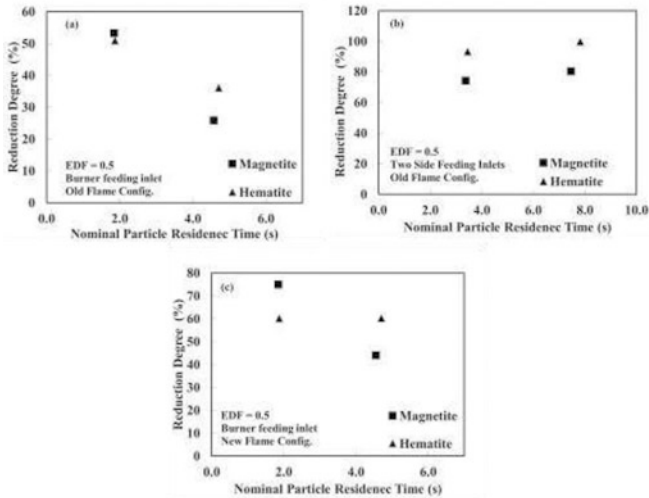 (a)
60
50
40
30
20
10
0
Reduction Degree (%)
EDF = 0.5
Burner feeding inlet
Old Flame Config.
Magnetite
Hematite
0.0 2.0 4.0 6.0
Nominal Particle Residenec Time (s)
(b)
120
100
80
60
40
20
0
Reduction Degree (%)
EDF = 0.5
Two Side Feeding Inlets
Old Flame Config.
Magnetite
Hematite
0.0 2.0 4.0 6.0 8.0 10.0
Nominal Particle Residenec Time (s)
(c)
80
70
60
50
40
30
20
10
0
Reduction Degree (%)
EDF = 0.5
Burner feeding inlet
New Flame Config.
Magnetite
Hematite
0.0 2.0 4.0 6.0
Nominal Particle Residenec Time (s)